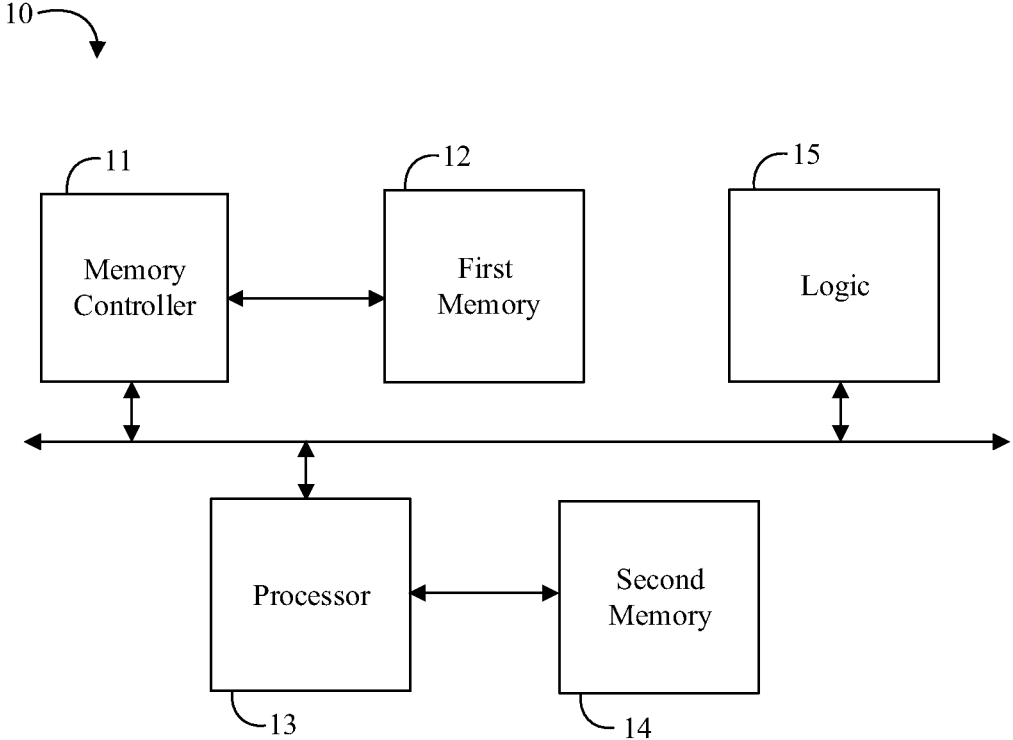 10
11
12
15
Memory
Controller
First
Memory
Logic
Processor
Second
Memory
13
14